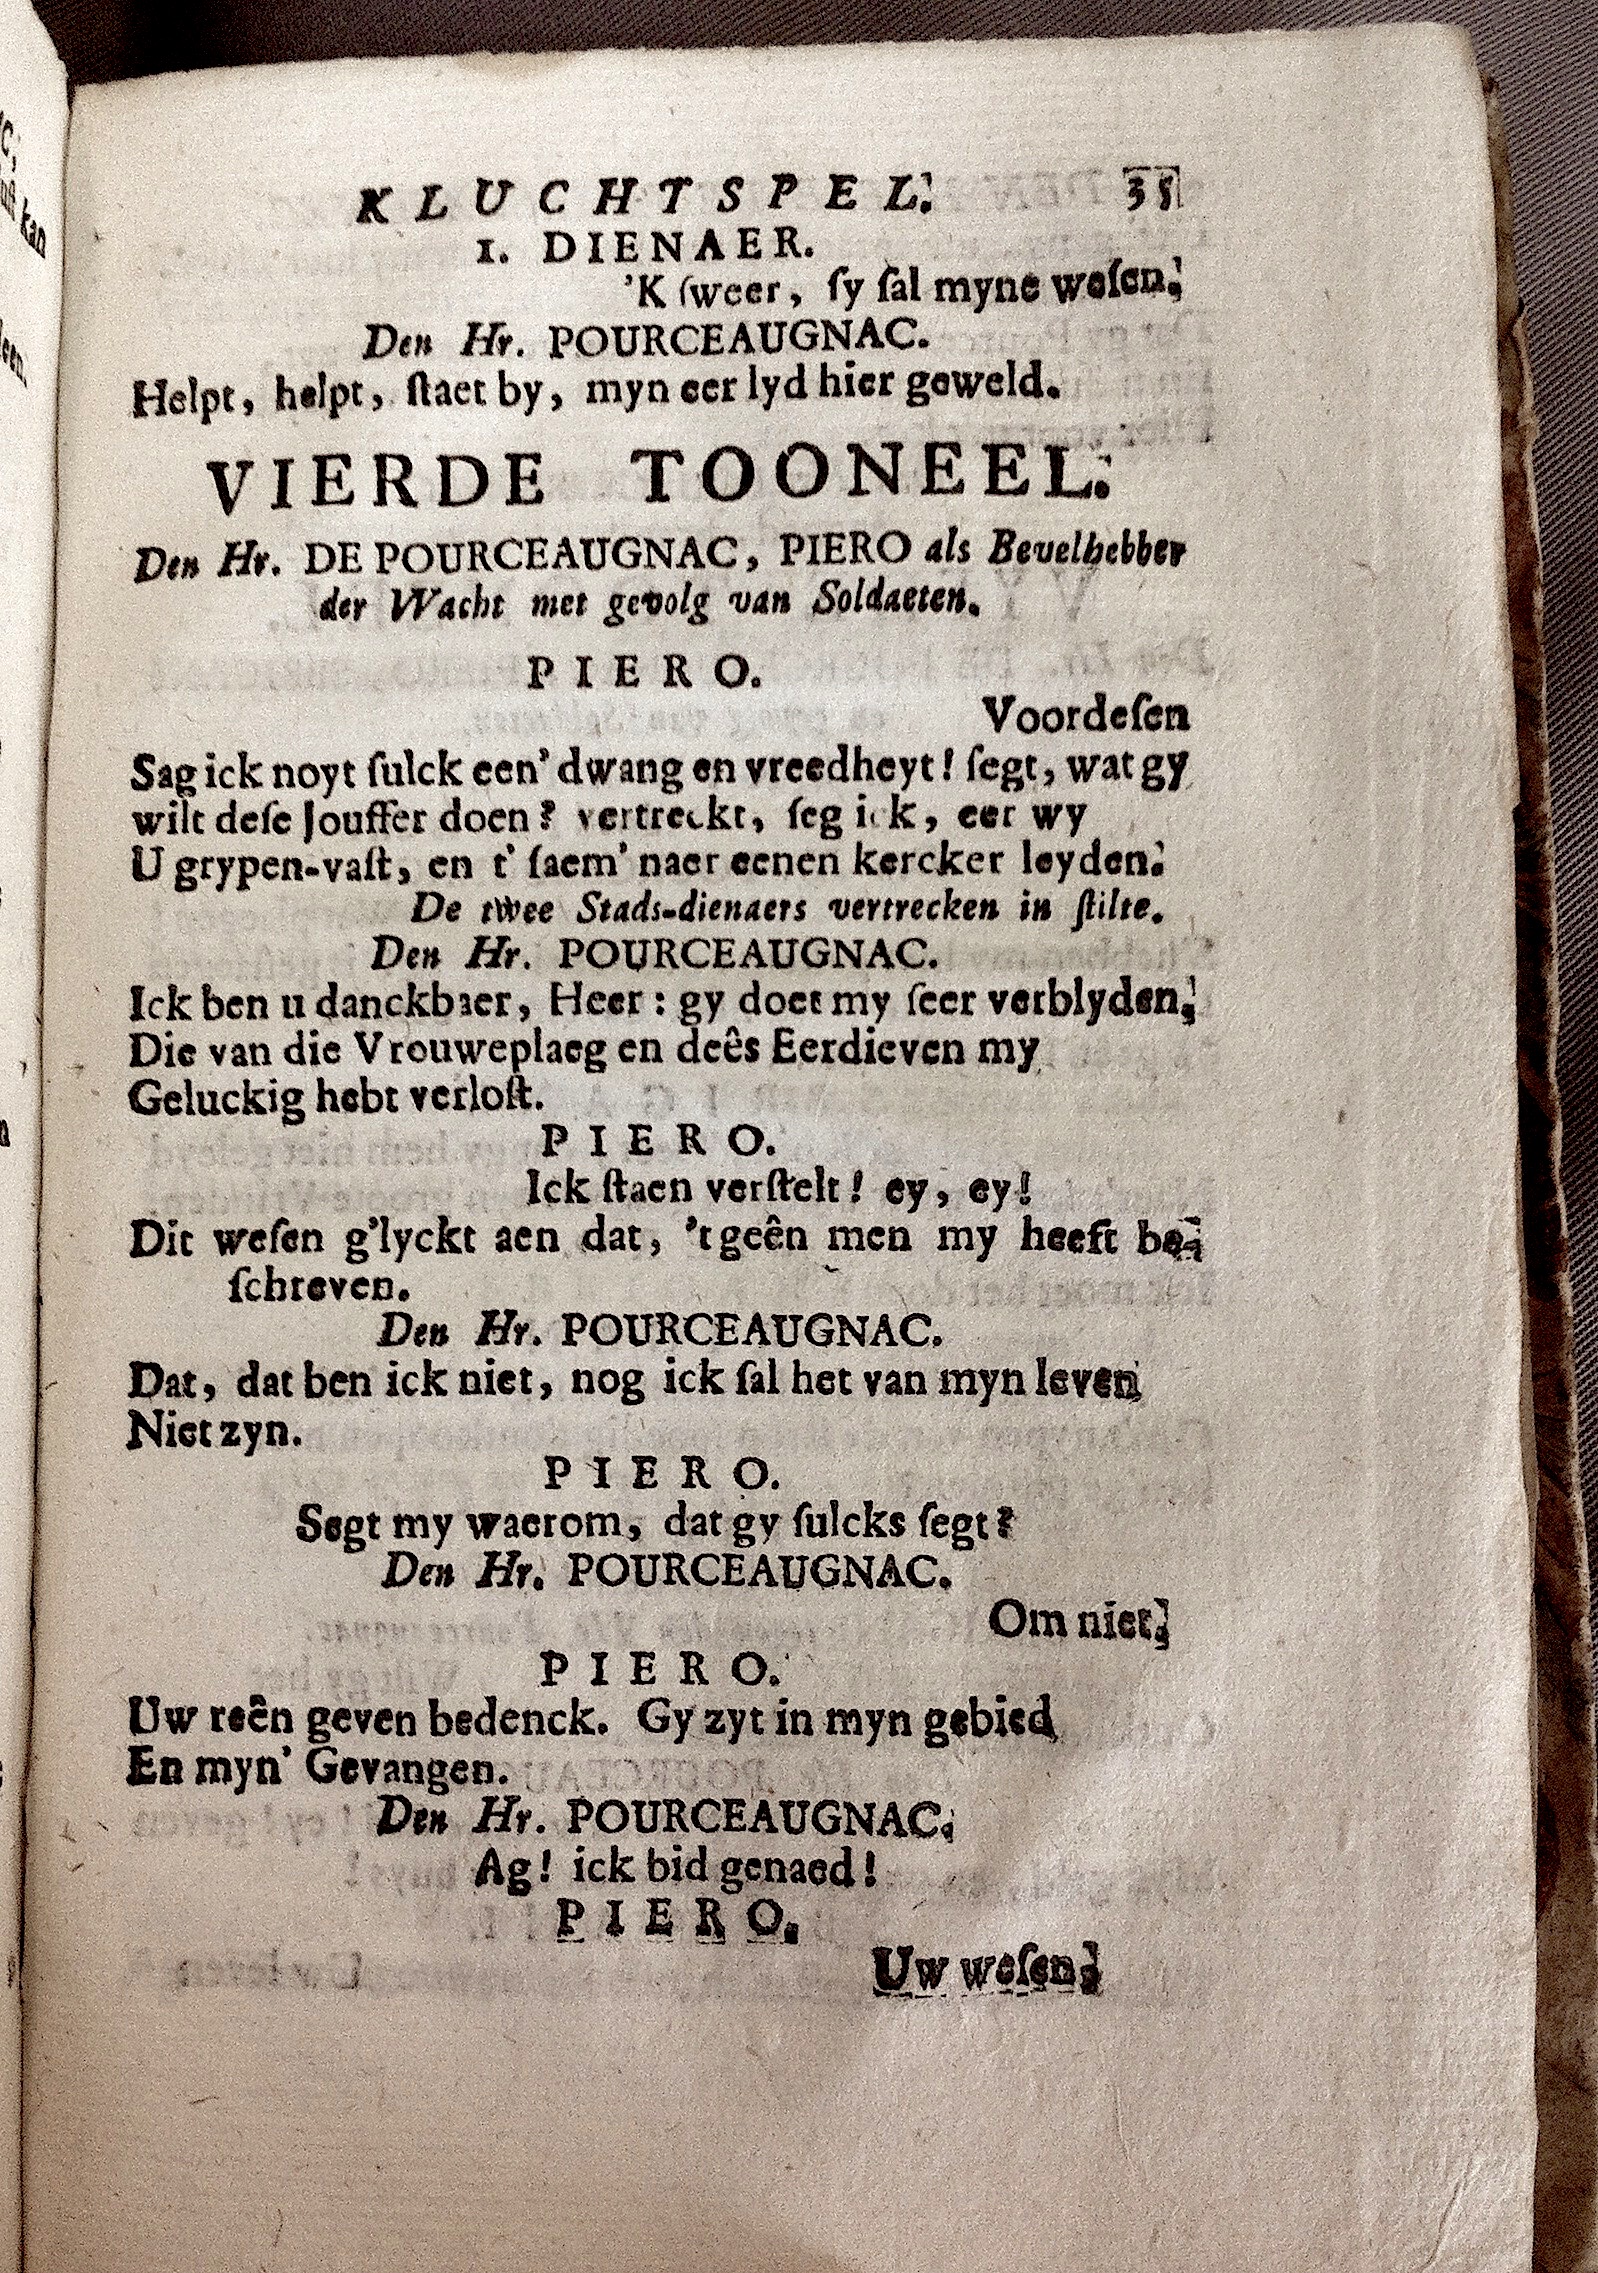 KLUCHTSPEL. 35
1. DIENAER.
'K ſweer, ſy ſal myne weſen.
Den Hr. POURCEAUGNAC.
Helpt, helpt, ſtaet by, myn eer lyd hier geweld.
VIERDE TOONEEL.
Den Hr. DE POURCEAUGNAC, PIERO als Bevelhebber
der Wacht met gevolg van Soldaeten.
PIERO.
Voordeſen
Sag ick noyt ſulck een' dwang en vreedheyt! ſegt, wat gy
wilt deſe Jouffer doen? vertreckt, ſeg ick, eer wy
U grypen-vaſt, en t' ſaem' naer eenen kercker leyden.
De twee Stads-dienaers vertrecken in ſtilte.
Den Hr. POURCEAUGNAC.
Ick ben u danckbaer, Heer: gy doet my ſeer verblyden,
Die van die Vrouweplaeg en deês Eerdieven my
Geluckig hebt verloſt.
PIERO.
Ick ſtaen verſtelt! ey, ey!
Dit weſen g'lyckt aen dat, 't geên men my heeft be-
ſchreven.
Den Hr. POURCEAUGNAC.
Dat, dat ben ick niet, nog ick ſal het van myn leven
Niet zyn.
PIERO.
Segt my waerom, dat gy ſulcks ſegt?
Den Hr. POURCEAUGNAC.
Om niet.
PIERO.
Uw reên geven bedenck. Gy zyt in myn gebied
En myn' Gevangen.
Den Hr. POURCEAUGNAC.
Ag! ick bid genaed!
PIERO.
Uw weſen,